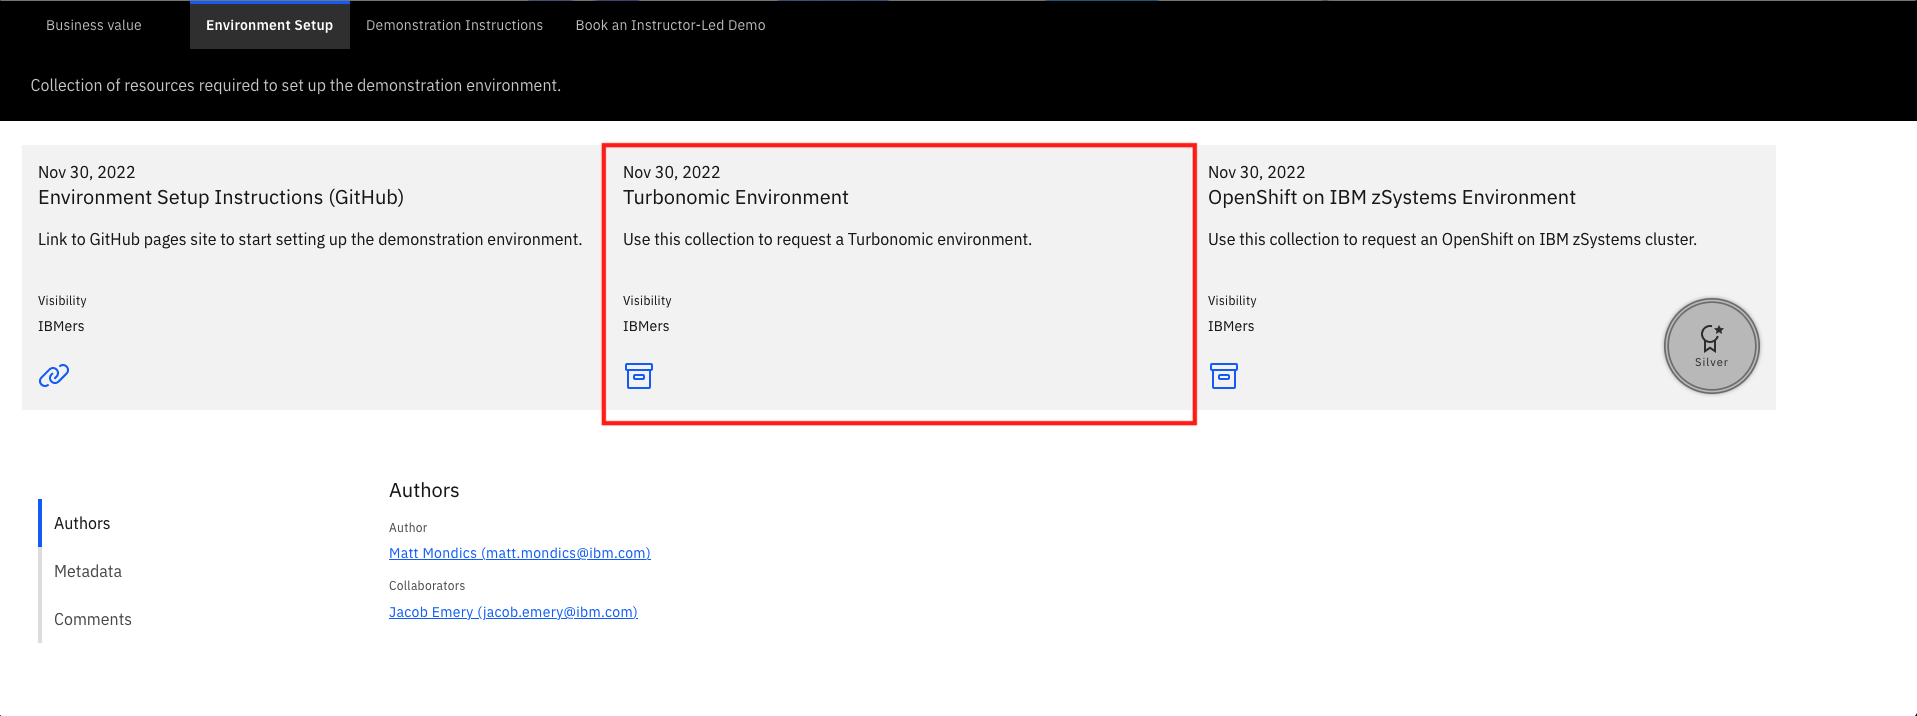 Business value
Environment Setup
Demonstration Instructions
Book an Instructor-Led Demo
Collection of resources required to set up the demonstration environment.
Nov 30, 2022
Environment Setup Instructions (GitHub)
Link to GitHub pages site to start setting up the demonstration environment.
Visibility
IBMers
Nov 30, 2022
Turbonomic Environment
Use this collection to request a Turbonomic environment.
Visibility
IBMers
Nov 30, 2022
OpenShift on IBM zSystems Environment
Use this collection to request an OpenShift on IBM zSystems cluster.
Visibility
IBMers
Silver
Authors
Metadata
Comments
Authors
Author
Matt Mondics (matt.mondics@ibm.com)
Collaborators
Jacob Emery (jacob.emery@ibm.com)